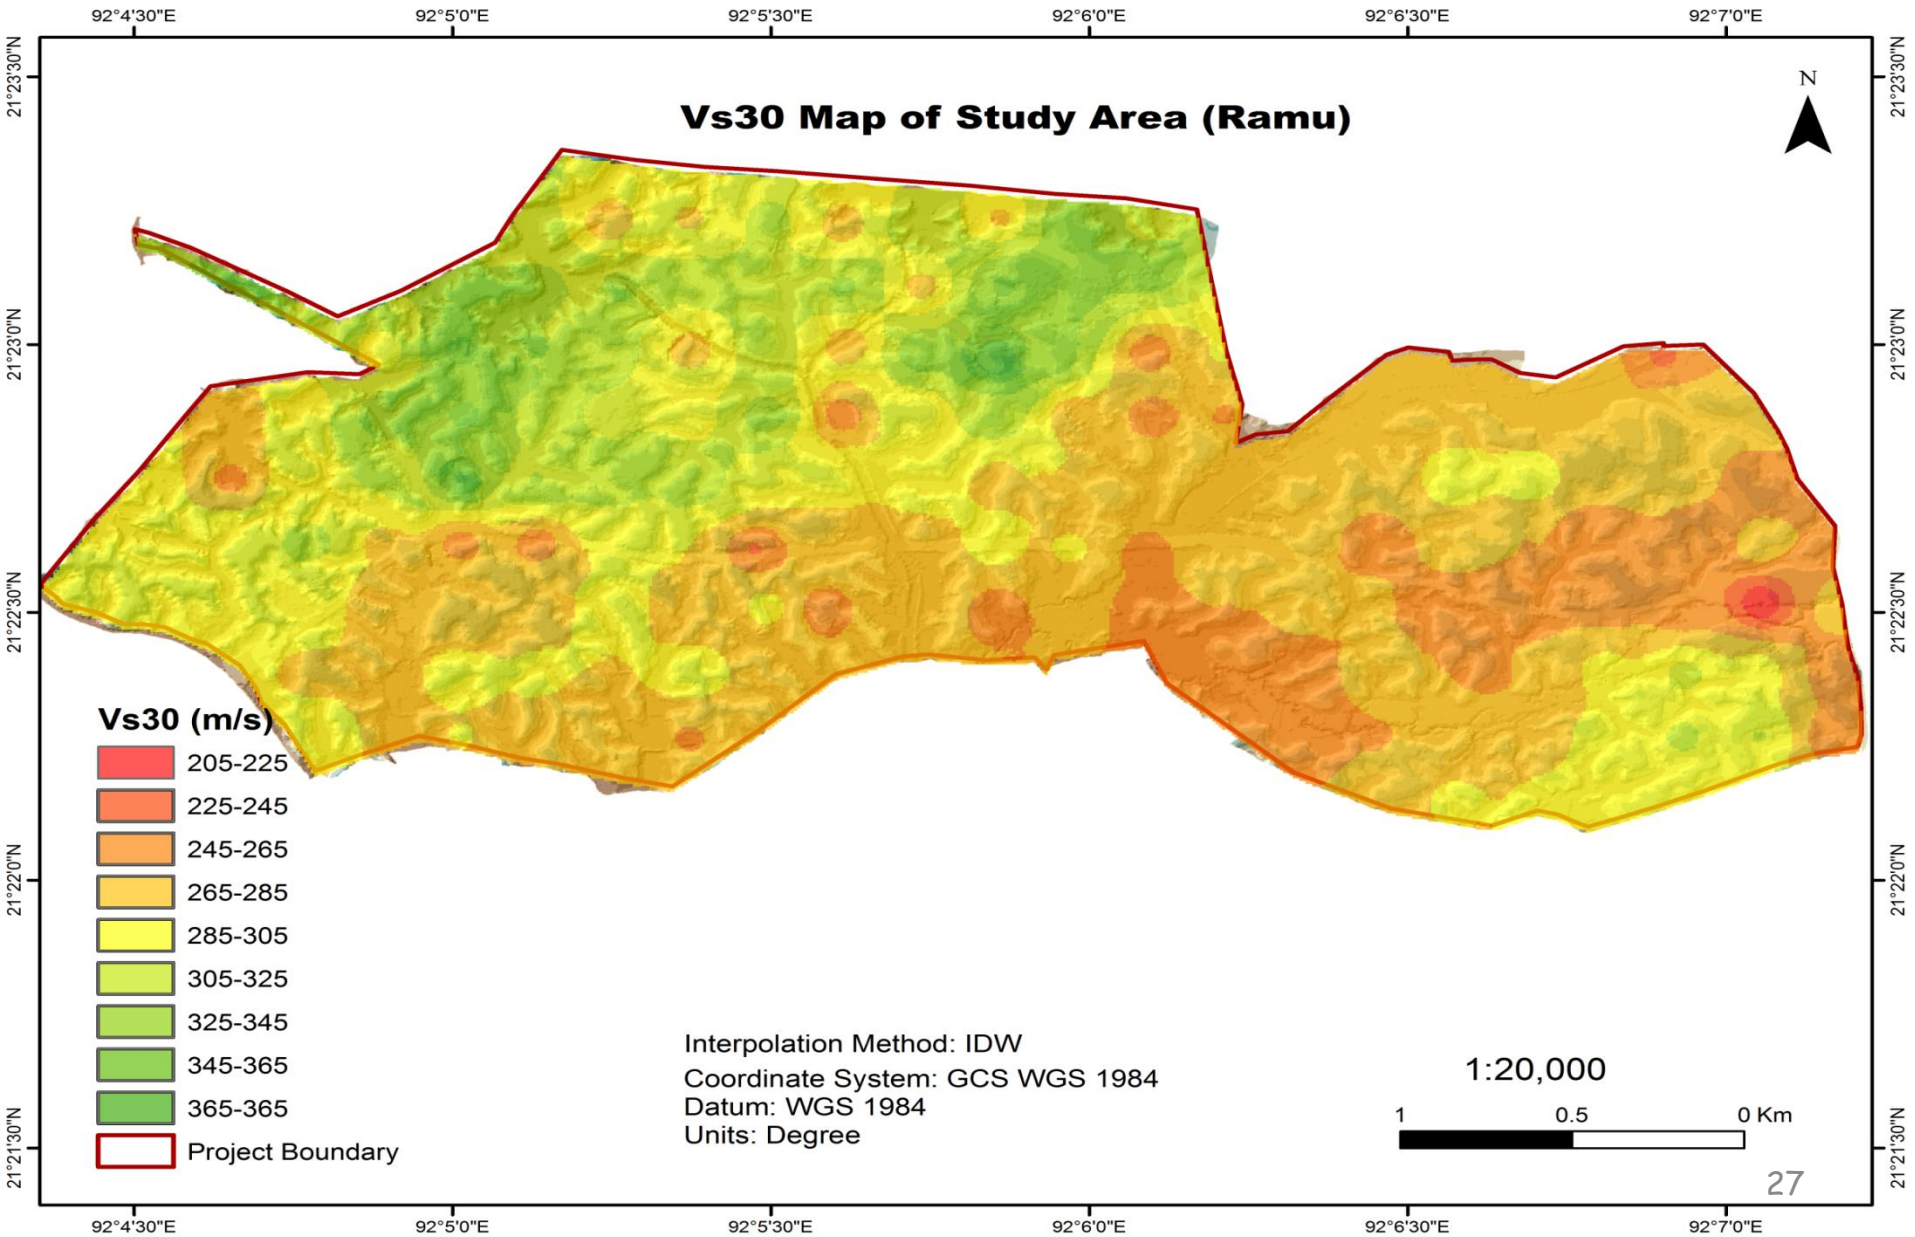 92°4'30"E
92°5'0"E
92°5'30"E
92°6'0"E
92°6'30"E
92°7'0"E
21°23'30"N
21°23'30"N
N
Vs30 Map of Study Area (Ramu)
21°23'0"N
21°23'0"N
21°22'30"N
21°22'30"N
Vs30 (m/s)
205-225
225-245
245-265
265-285
285-305
305-325
325-345
345-365
365-365
Project Boundary
21°22'0"N
21°22'0"N
Interpolation Method: IDW
Coordinate System: GCS WGS 1984
Datum: WGS 1984
Units: Degree
1:20,000
1 0.5 0 Km
21°21'30"N
21°21'30"N
27
92°4'30"E
92°5'0"E
92°5'30"E
92°6'0"E
92°6'30"E
92°7'0"E